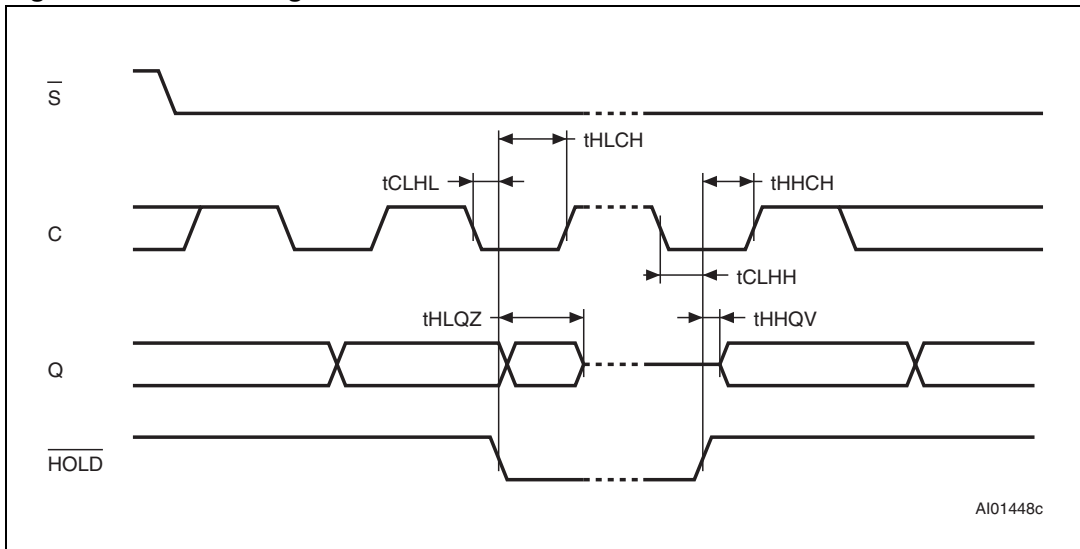 S
tHLCH
tCLHL
tHHCH
C
tCLHH
tHLQZ
tHHQV
Q
HOLD
AI01448c